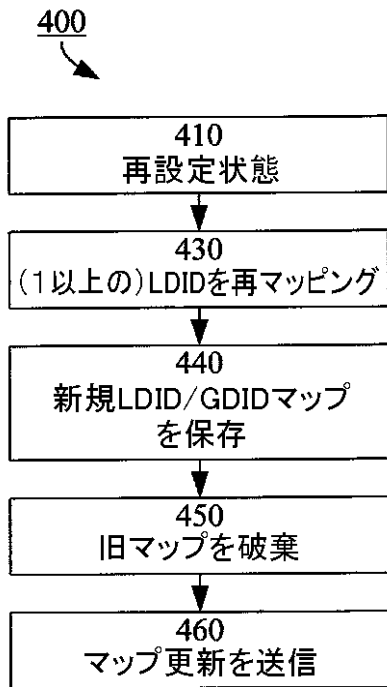 400
410
再設定状態
430
(1以上の)LDIDを再マッピング
440
新規LDID/GDIDマップ
を保存
450
旧マップを破棄
460
マップ更新を送信